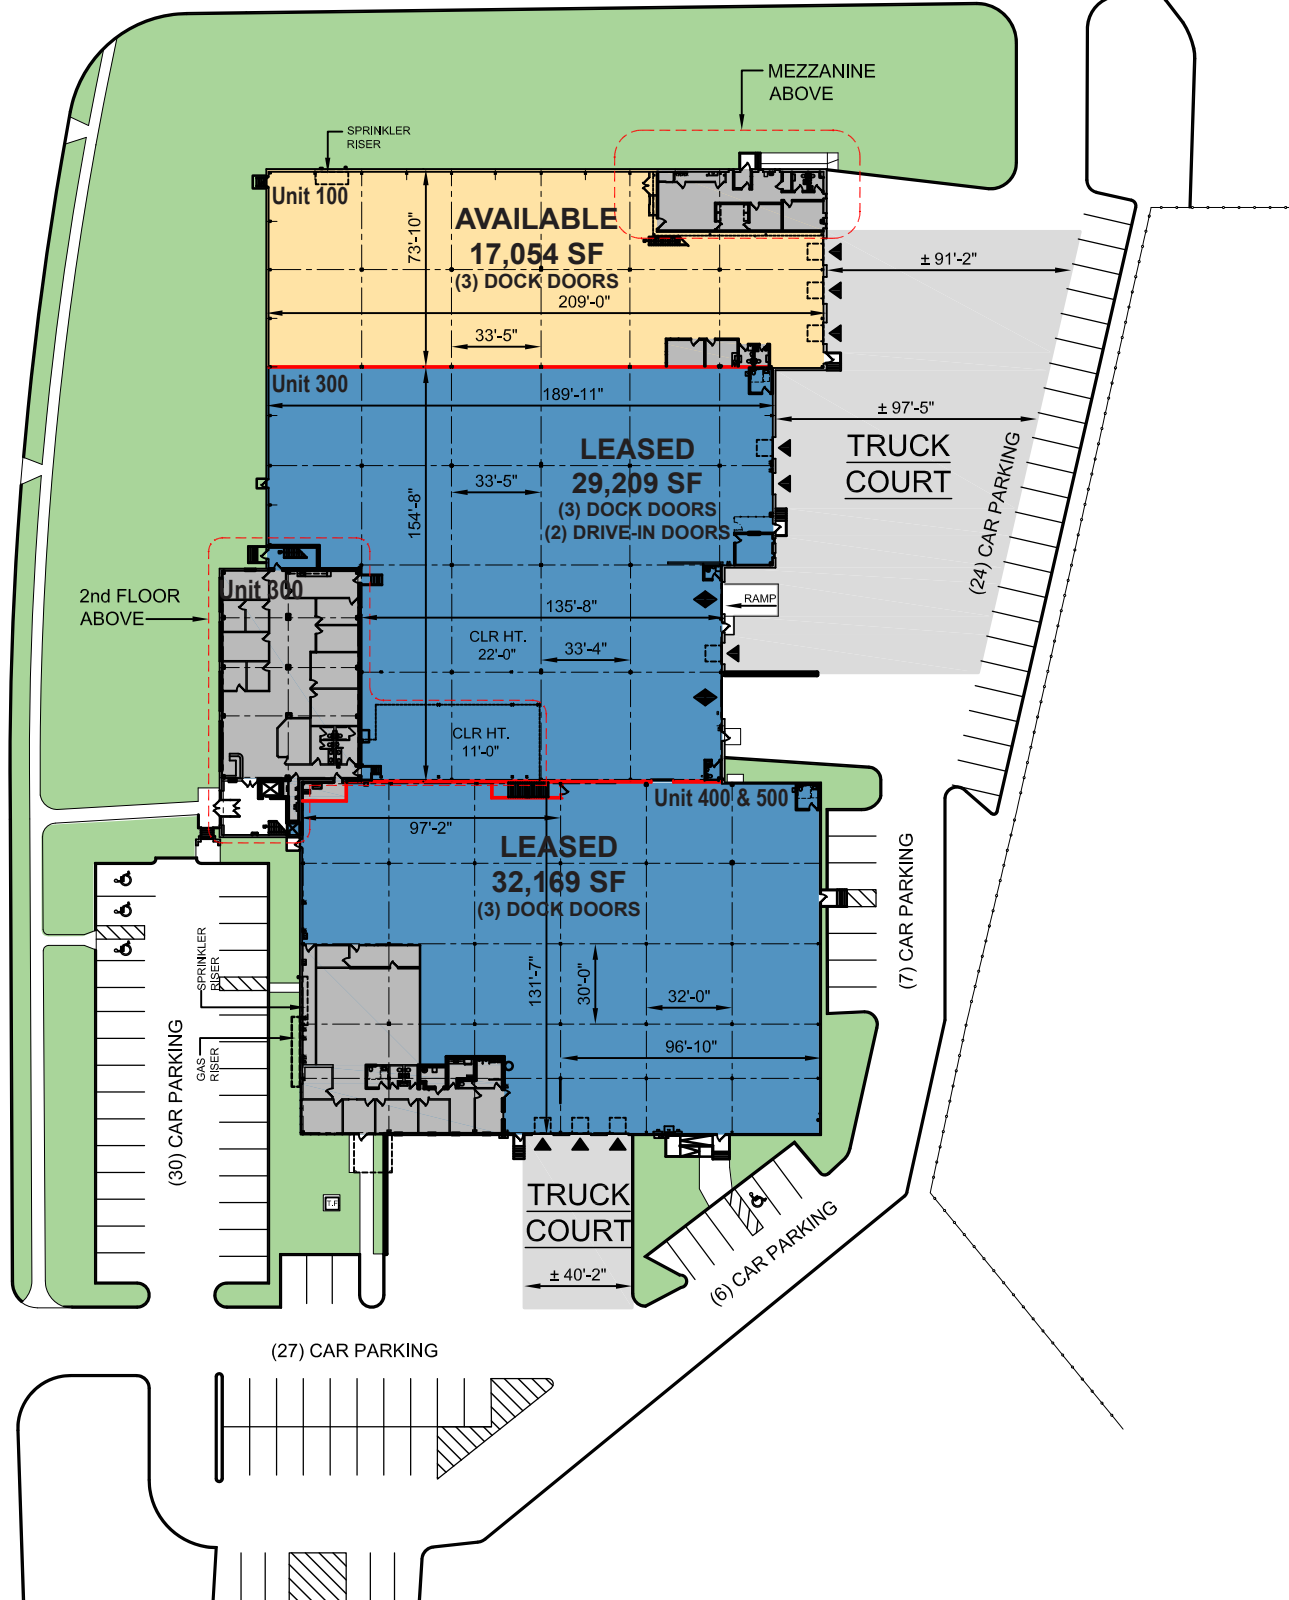 MEZZANINE
ABOVE
SPRINKLER
RISER
Unit 100
AVAILABLE
17,054 SF
(3) DOCK DOORS
73'-10"
209'-0"
33'-5"
± 91'-2"
Unit 300
189'-11"
± 97'-5"
LEASED
29,209 SF
(3) DOCK DOORS
(2) DRIVE-IN DOORS
33'-5"
154'-8"
TRUCK
COURT
(24) CAR PARKING
2nd FLOOR
ABOVE
Unit 300
135'-8"
RAMP
CLR HT.
22'-0"
33'-4"
CLR HT.
11'-0"
Unit 400 & 500
97'-2"
LEASED
32,169 SF
(3) DOCK DOORS
(7) CAR PARKING
SPRINKLER
RISER
131'-7"
30'-0"
32'-0"
96'-10"
GAS
RISER
(30) CAR PARKING
T.F
TRUCK
COURT
± 40'-2"
(6) CAR PARKING
(27) CAR PARKING